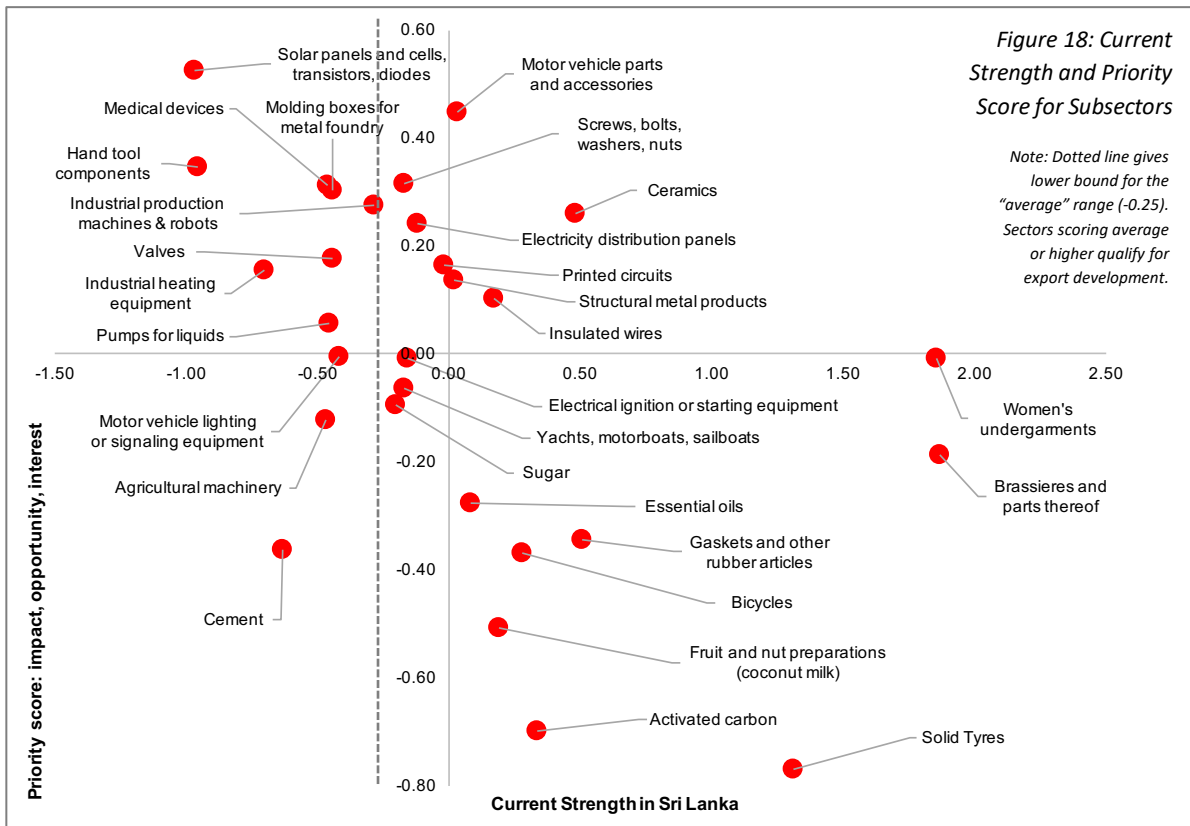 Figure 18: Current
Strength and Priority
Score for Subsectors
Note: Dotted line gives
lower bound for the
“average” range (-0.25).
Sectors scoring average
or higher qualify for
export development.
Priority score: impact, opportunity, interest
0.60
0.40
0.20
0.00
-0.20
-0.40
-0.60
-0.80
-1.50
-1.00
-0.50
0.00
0.50
1.00
1.50
2.00
2.50
Solar panels and cells,
transistors, diodes
Medical devices
Molding boxes for
metal foundry
Hand tool
components
Industrial production
machines & robots
Valves
Industrial heating
equipment
Pumps for liquids
Motor vehicle lighting
or signaling equipment
Agricultural machinery
Cement
Motor vehicle parts
and accessories
Screws, bolts,
washers, nuts
Ceramics
Electricity distribution panels
Printed circuits
Structural metal products
Insulated wires
Electrical ignition or starting equipment
Yachts, motorboats, sailboats
Sugar
Women's
undergarments
Brassieres and
parts thereof
Essential oils
Gaskets and other
rubber articles
Bicycles
Fruit and nut preparations
(coconut milk)
Activated carbon
Solid Tyres
Current Strength in Sri Lanka